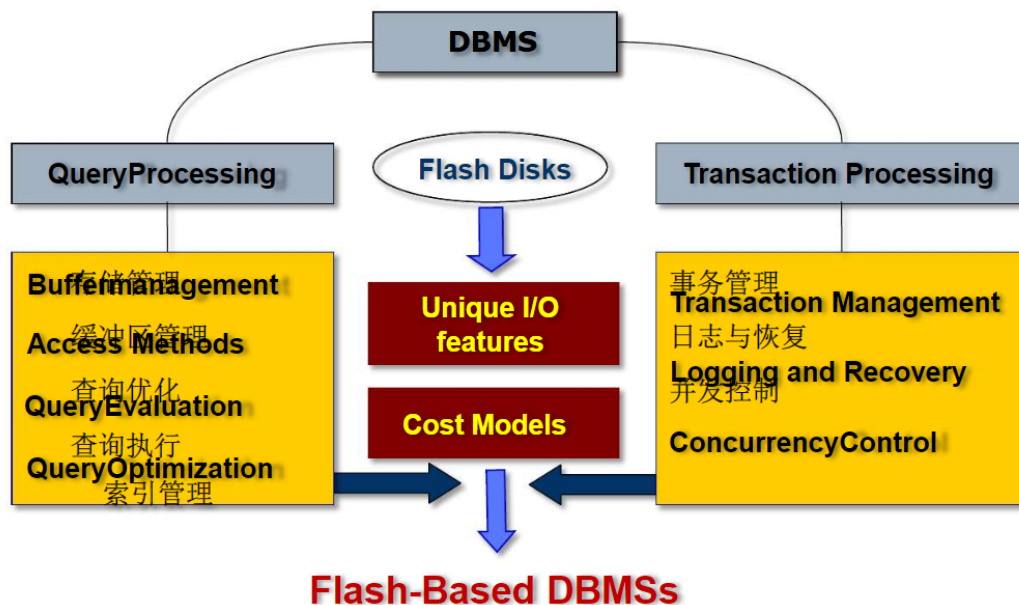 DBMS
QueryProcessing
Flash Disks
Transaction Processing
存储管理
Buffermanagement
缓冲区管理
Access Methods
查询优化
QueryEvaluation
查询执行
QueryOptimization
索引管理
Unique I/O
features
Cost Models
事务管理
Transaction Management
日志与恢复
Logging and Recovery
并发控制
ConcurrencyControl
Flash-Based DBMSs